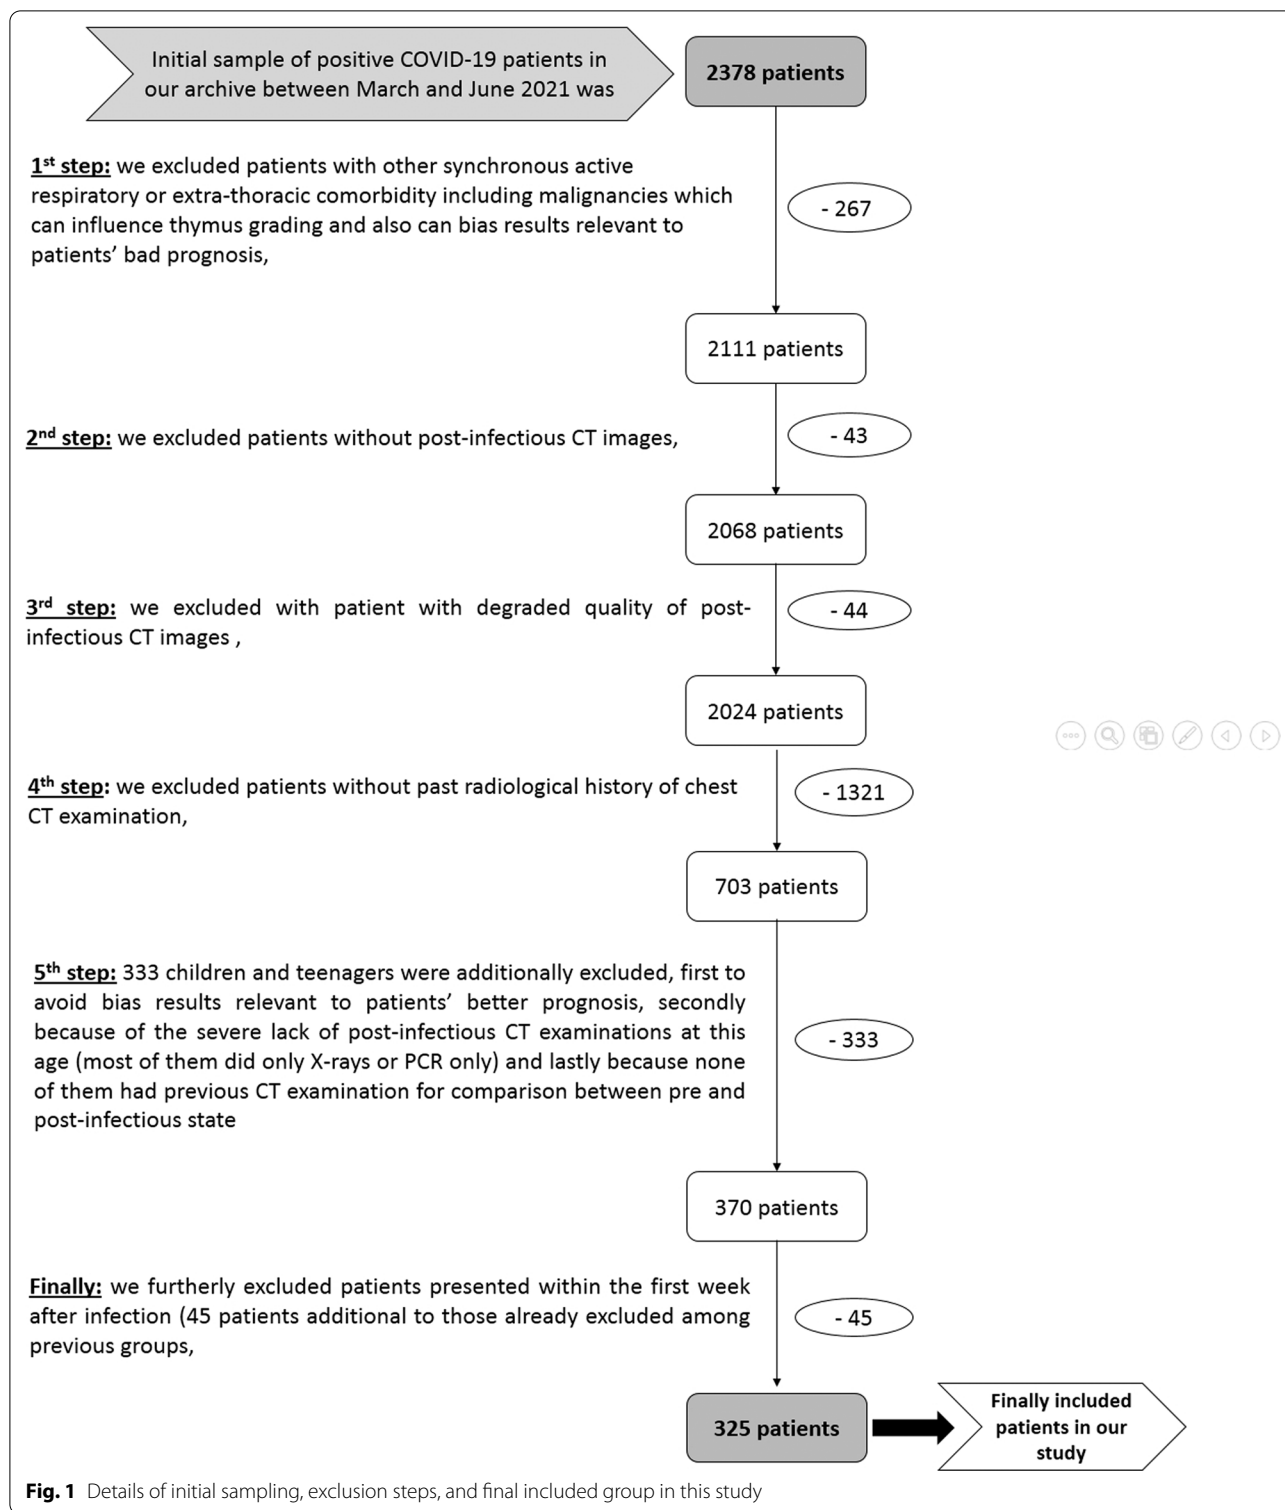 Initial sample of positive COVID-19 patients in
our archive between March and June 2021 was
2378 patients
1st step: we excluded patients with other synchronous active
respiratory or extra-thoracic comorbidity including malignancies which
can influence thymus grading and also can bias results relevant to
patients’ bad prognosis,
- 267
2111 patients
2nd step: we excluded patients without post-infectious CT images,
- 43
2068 patients
3rd step: we excluded with patient with degraded quality of post-
infectious CT images ,
- 44
2024 patients
4th step: we excluded patients without past radiological history of chest
CT examination,
- 1321
703 patients
5th step: 333 children and teenagers were additionally excluded, first to
avoid bias results relevant to patients’ better prognosis, secondly
because of the severe lack of post-infectious CT examinations at this
age (most of them did only X-rays or PCR only) and lastly because none
of them had previous CT examination for comparison between pre and
post-infectious state
- 333
370 patients
Finally: we furtherly excluded patients presented within the first week
after infection (45 patients additional to those already excluded among
previous groups,
- 45
325 patients
Finally included
patients in our
study
Fig. 1 Details of initial sampling, exclusion steps, and final included group in this study